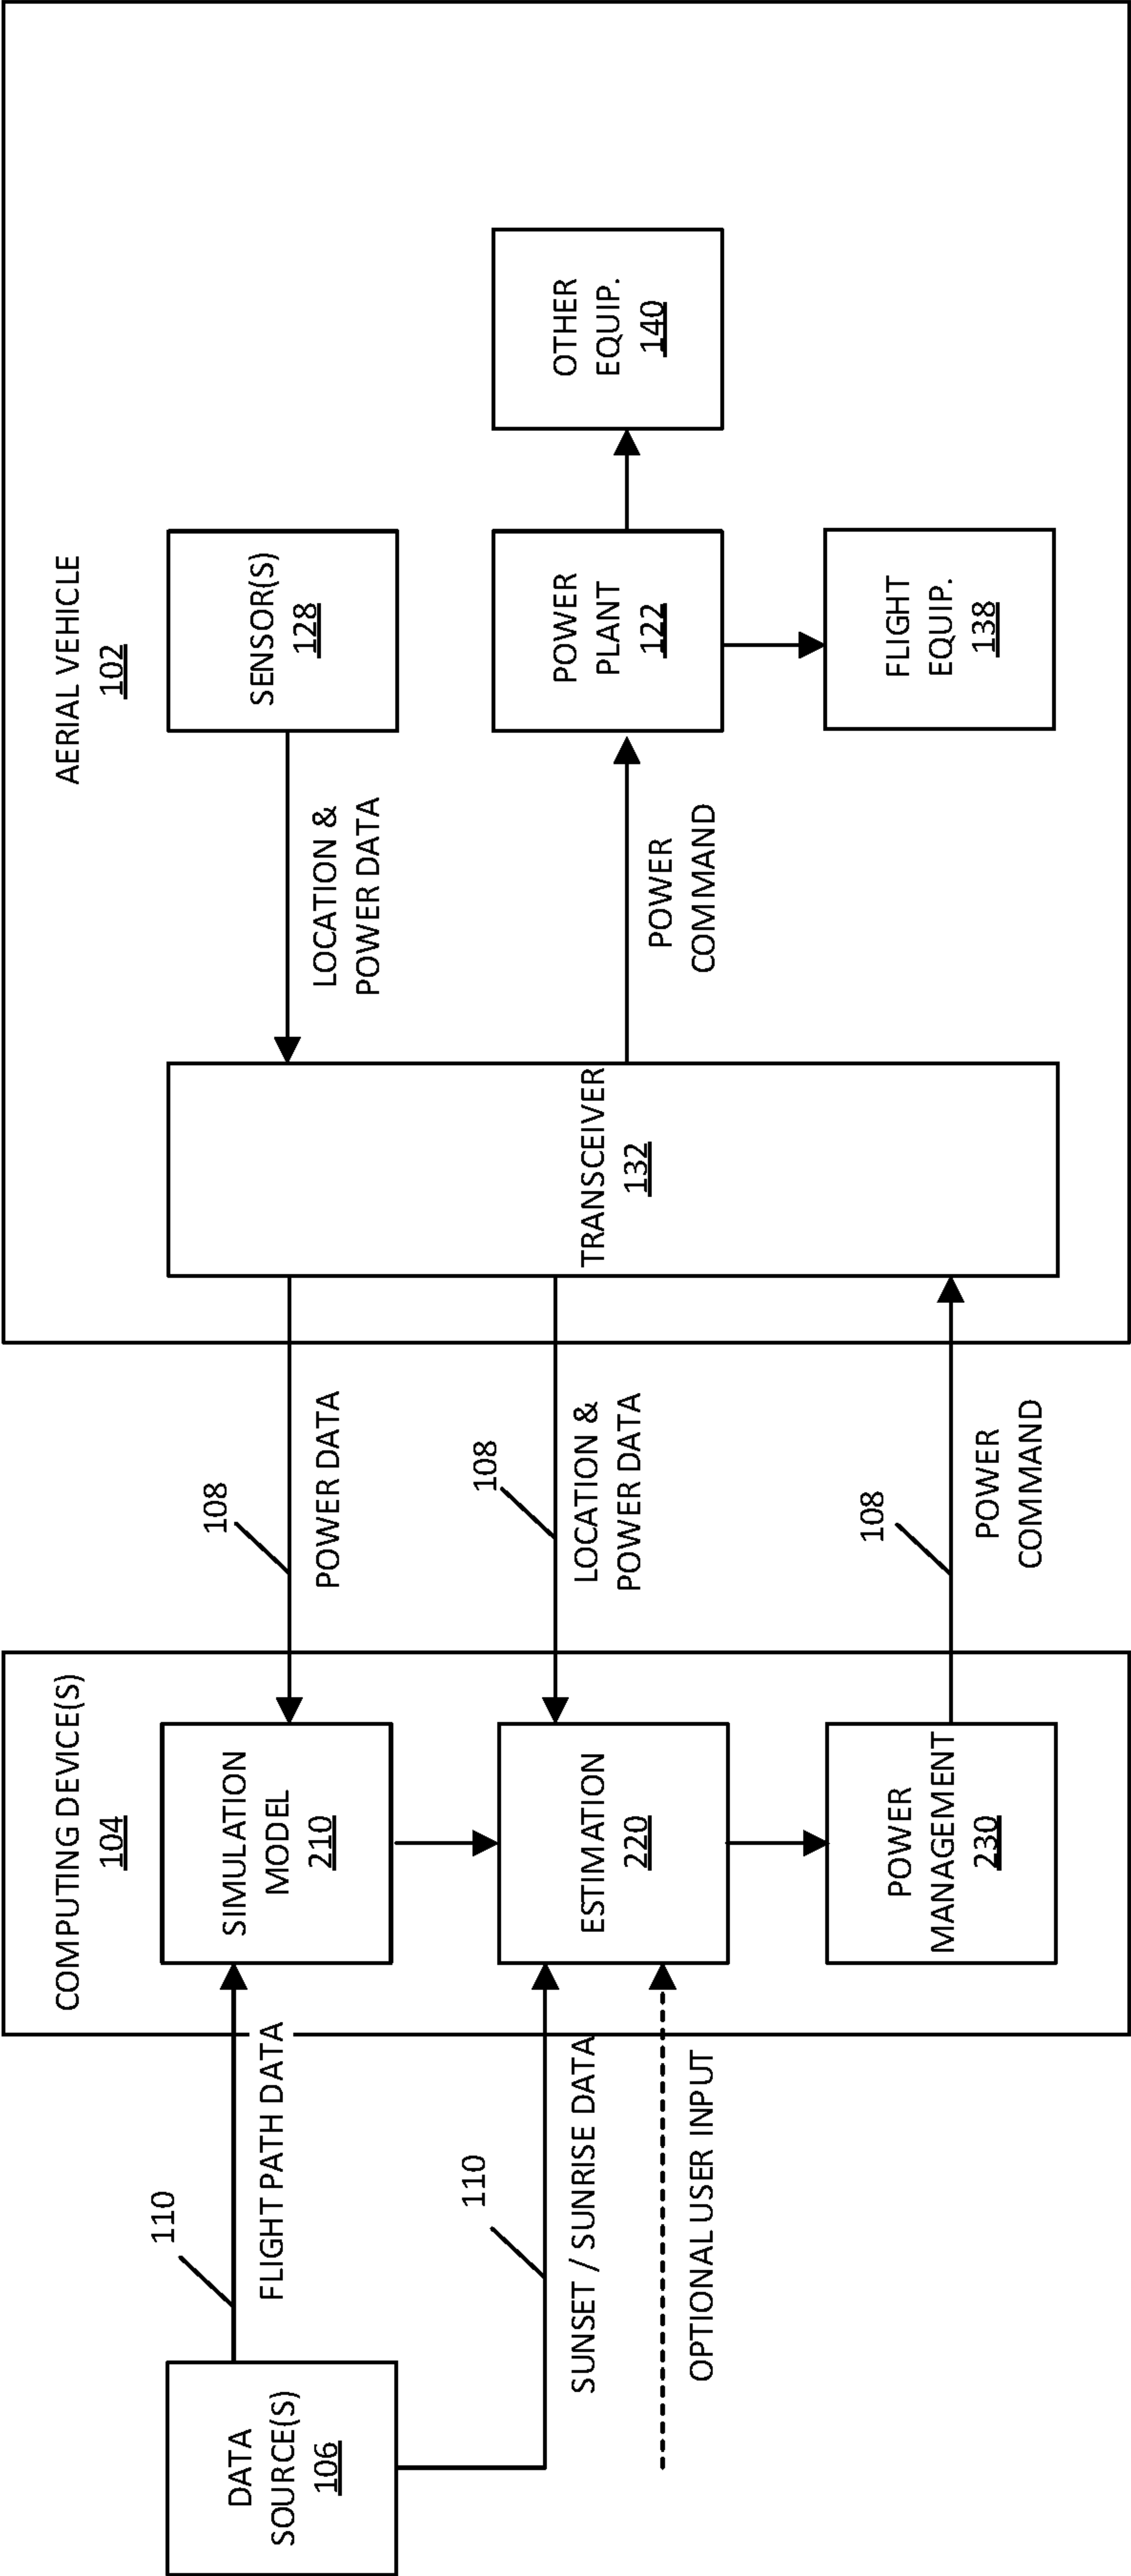 DATA
SOURCE(S)
106
110
FLIGHT PATH DATA
110
SUNSET / SUNRISE DATA
OPTIONAL USER INPUT
COMPUTING DEVICE(S)
104
SIMULATION
MODEL
210
ESTIMATION
220
POWER
MANAGEMENT
230
108
POWER DATA
108
LOCATION &
POWER DATA
108
POWER
COMMAND
AERIAL VEHICLE
102
TRANSCEIVER
132
LOCATION &
POWER DATA
POWER
COMMAND
SENSOR(S)
128
POWER
PLANT
122
FLIGHT
EQUIP.
138
OTHER
EQUIP.
140